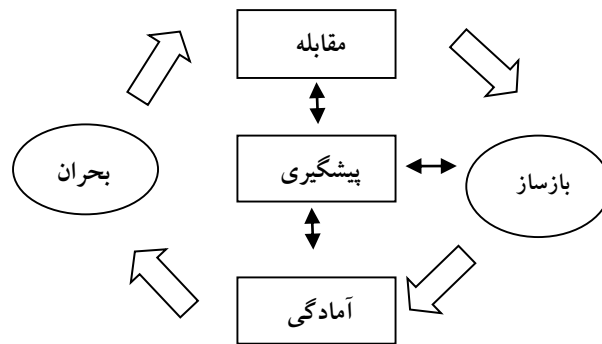 مقابله
پیشگیری
بحران
بازساز
آمادگی